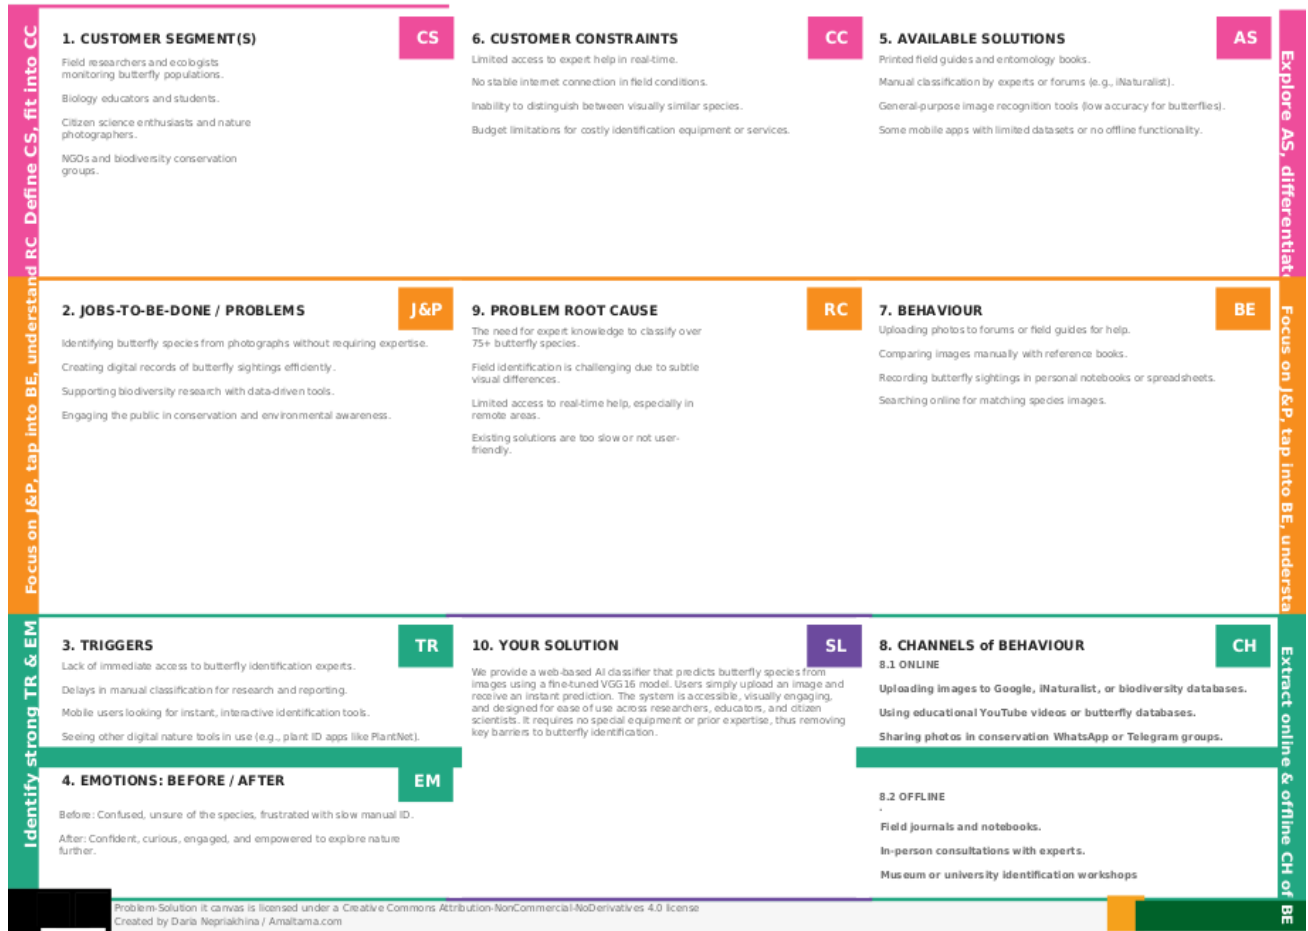 Define CS, fit into CC
1. CUSTOMER SEGMENT(S)
CS
Field researchers and ecologists
monitoring butterfly populations.
Biology educators and students.
Citizen science enthusiasts and nature
photographers.
NGOs and biodiversity conservation
groups.
6. CUSTOMER CONSTRAINTS
CC
Limited access to expert help in real-time.
No stable internet connection in field conditions.
Inability to distinguish between visually similar species.
Budget limitations for costly identification equipment or services.
5. AVAILABLE SOLUTIONS
AS
Printed field guides and entomology books.
Manual classification by experts or forums (e.g., iNaturalist).
General-purpose image recognition tools (low accuracy for butterflies).
Some mobile apps with limited datasets or no offline functionality.
Explore AS, differentiate
Focus on J&P, tap into BE, understand RC
2. JOBS-TO-BE-DONE / PROBLEMS
J&P
Identifying butterfly species from photographs without requiring expertise.
Creating digital records of butterfly sightings efficiently.
Supporting biodiversity research with data-driven tools.
Engaging the public in conservation and environmental awareness.
9. PROBLEM ROOT CAUSE
RC
The need for expert knowledge to classify over
75+ butterfly species.
Field identification is challenging due to subtle
visual differences.
Limited access to real-time help, especially in
remote areas.
Existing solutions are too slow or not user-
friendly.
7. BEHAVIOUR
BE
Uploading photos to forums or field guides for help.
Comparing images manually with reference books.
Recording butterfly sightings in personal notebooks or spreadsheets.
Searching online for matching species images.
Focus on J&P, tap into BE, understa
Identify strong TR & EM
3. TRIGGERS
TR
Lack of immediate access to butterfly identification experts.
Delays in manual classification for research and reporting.
Mobile users looking for instant, interactive identification tools.
Seeing other digital nature tools in use (e.g., plant ID apps like PlantNet).
4. EMOTIONS: BEFORE / AFTER
EM
Before: Confused, unsure of the species, frustrated with slow manual ID.
After: Confident, curious, engaged, and empowered to explore nature
further.
10. YOUR SOLUTION
SL
We provide a web-based AI classifier that predicts butterfly species from
images using a fine-tuned VGG16 model. Users simply upload an image and
receive an instant prediction. The system is accessible, visually engaging,
and designed for ease of use across researchers, educators, and citizen
scientists. It requires no special equipment or prior expertise, thus removing
key barriers to butterfly identification.
8. CHANNELS of BEHAVIOUR
CH
8.1 ONLINE
Uploading images to Google, iNaturalist, or biodiversity databases.
Using educational YouTube videos or butterfly databases.
Sharing photos in conservation WhatsApp or Telegram groups.
8.2 OFFLINE
Field journals and notebooks.
In-person consultations with experts.
Museum or university identification workshops
Extract online & offline CH of BE
Problem-Solution it canvas is licensed under a Creative Commons Attribution-NonCommercial-NoDerivatives 4.0 license
Created by Daria Nepriakhina / Amaltama.com